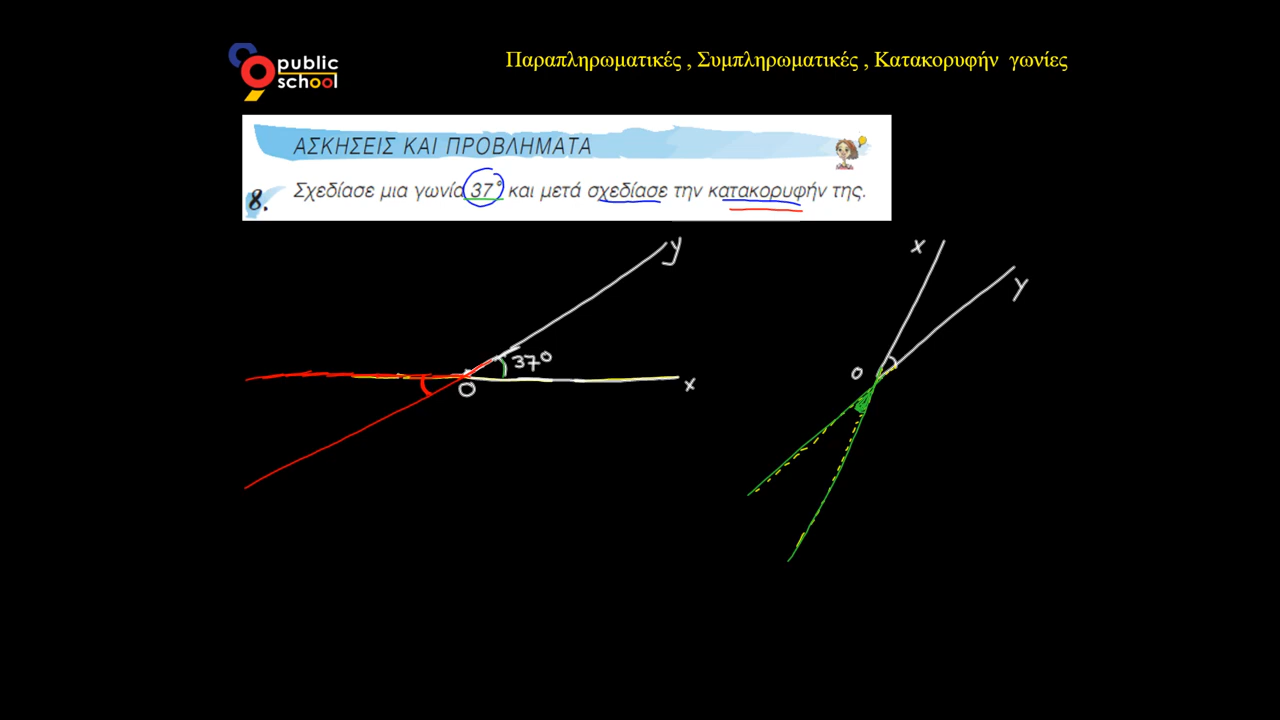 public
school
Παραπληρωματικές , Συμπληρωματικές , Κατακορυφήν γωνίες
ΑΣΚΗΣΕΙΣ ΚΑΙ ΠΡΟΒΛΗΜΑΤΑ
8. Σχεδίασε μια γωνία 37° και μετά σχεδίασε την κατακορυφήν της.
y
x
y
37°
O
x
O